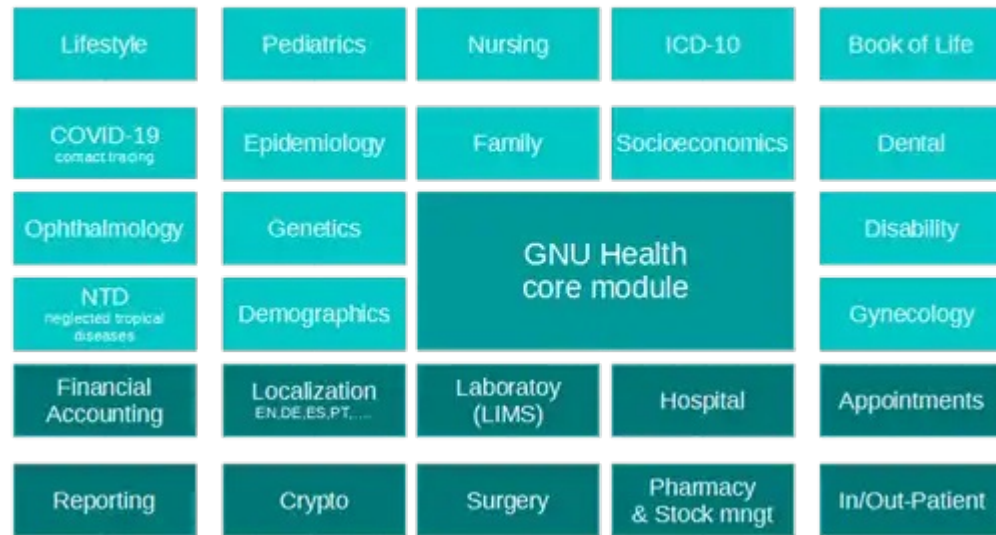 Lifestyle
Pediatrics
Nursing
ICD-10
Book of Life
COVID-19
contact tracing
Epidemiology
Family
Socioeconomics
Dental
Ophthalmology
Genetics
GNU Health
core module
Disability
NTD
neglected tropical
diseases
Demographics
Gynecology
Financial
Accounting
Localization
EN,DE,ES,PT,....
Laboratoy
(LIMS)
Hospital
Appointments
Reporting
Crypto
Surgery
Pharmacy
& Stock mngt
In/Out-Patient